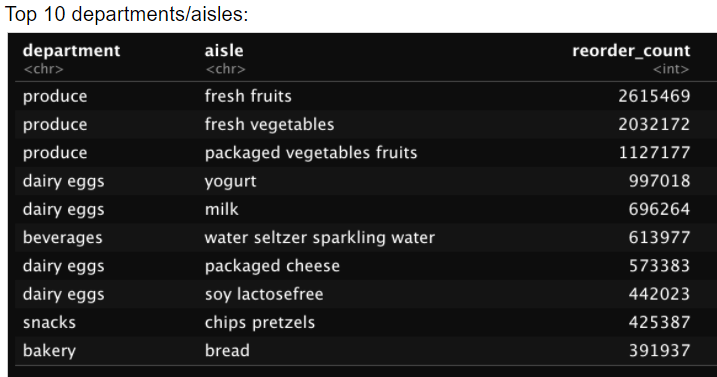 Top 10 departments/aisles:
department aisle reorder_count
<chr> <chr> <int>
produce fresh fruits 2615469
produce fresh vegetables 2032172
produce packaged vegetables fruits 1127177
dairy eggs yogurt 997018
dairy eggs milk 696264
beverages water seltzer sparkling water 613977
dairy eggs packaged cheese 573383
dairy eggs soy lactosefree 442023
snacks chips pretzels 425387
bakery bread 391937